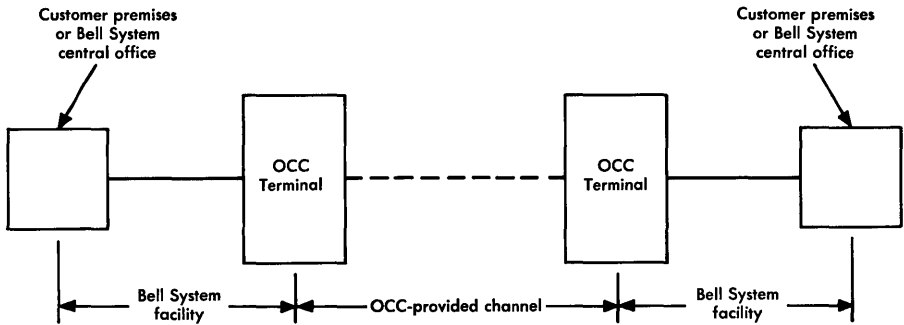 Customer premises
or Bell System
central office
Customer premises
or Bell System
central office
OCC
Terminal
OCC
Terminal
Bell System
facility
OCC-provided channel
Bell System
facility